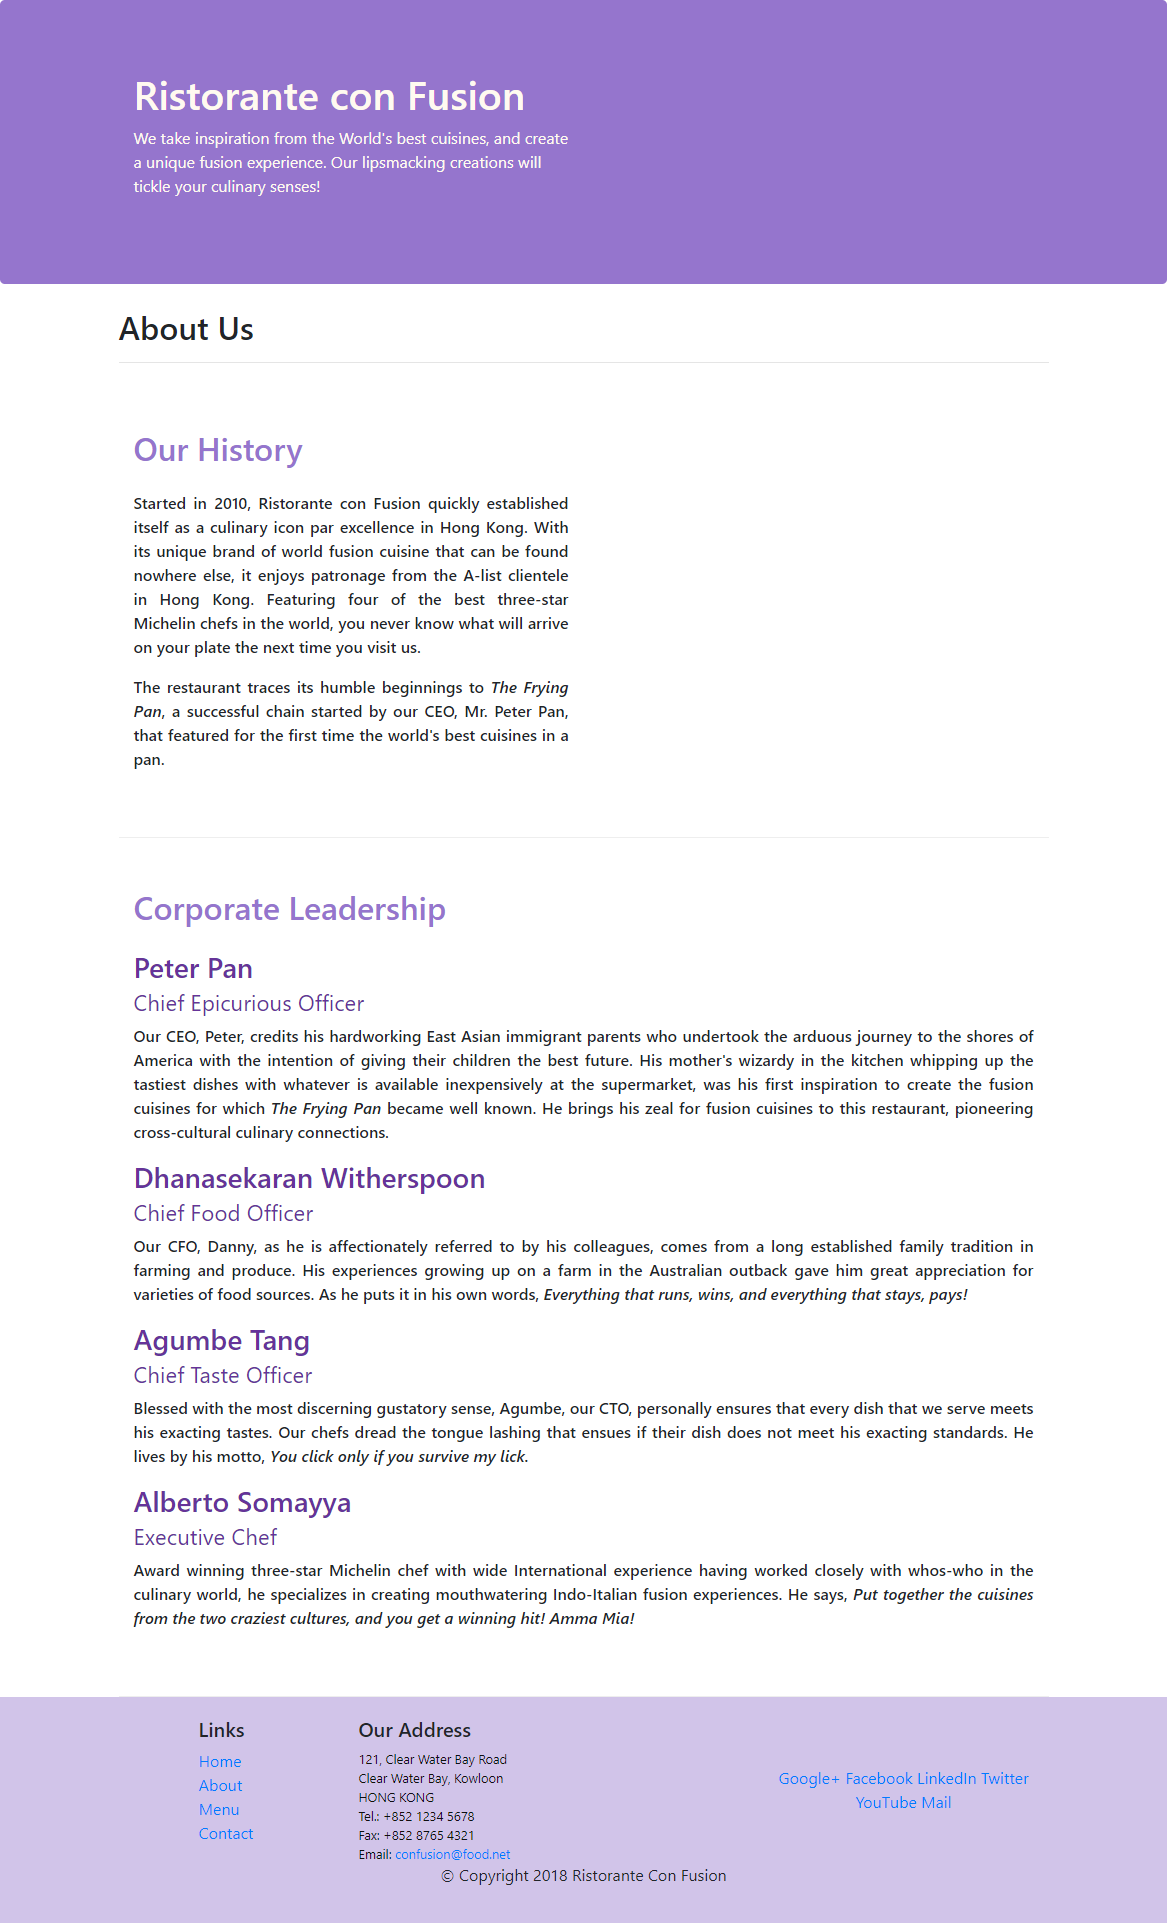 Ristorante con Fusion
We take inspiration from the World's best cuisines, and create
a unique fusion experience. Our lipsmacking creations will
tickle your culinary senses!
About Us
Our History
Started in 2010, Ristorante con Fusion quickly established
itself as a culinary icon par excellence in Hong Kong. With
its unique brand of world fusion cuisine that can be found
nowhere else, it enjoys patronage from the A-list clientele
in Hong Kong. Featuring four of the best three-star
Michelin chefs in the world, you never know what will arrive
on your plate the next time you visit us.
The restaurant traces its humble beginnings to The Frying
Pan, a successful chain started by our CEO, Mr. Peter Pan,
that featured for the first time the world's best cuisines in a
pan.
Corporate Leadership
Peter Pan
Chief Epicurious Officer
Our CEO, Peter, credits his hardworking East Asian immigrant parents who undertook the arduous journey to the shores of
America with the intention of giving their children the best future. His mother's wizardy in the kitchen whipping up the
tastiest dishes with whatever is available inexpensively at the supermarket, was his first inspiration to create the fusion
cuisines for which The Frying Pan became well known. He brings his zeal for fusion cuisines to this restaurant, pioneering
cross-cultural culinary connections.
Dhanasekaran Witherspoon
Chief Food Officer
Our CFO, Danny, as he is affectionately referred to by his colleagues, comes from a long established family tradition in
farming and produce. His experiences growing up on a farm in the Australian outback gave him great appreciation for
varieties of food sources. As he puts it in his own words, Everything that runs, wins, and everything that stays, pays!
Agumbe Tang
Chief Taste Officer
Blessed with the most discerning gustatory sense, Agumbe, our CTO, personally ensures that every dish that we serve meets
his exacting tastes. Our chefs dread the tongue lashing that ensues if their dish does not meet his exacting standards. He
lives by his motto, You click only if you survive my lick.
Alberto Somayya
Executive Chef
Award winning three-star Michelin chef with wide International experience having worked closely with whos-who in the
culinary world, he specializes in creating mouthwatering Indo-Italian fusion experiences. He says, Put together the cuisines
from the two craziest cultures, and you get a winning hit! Amma Mia!
Links
Home
About
Menu
Contact
Our Address
121, Clear Water Bay Road
Clear Water Bay, Kowloon
HONG KONG
Tel.: +852 1234 5678
Fax: +852 8765 4321
Email: confusion@food.net
Google+ Facebook LinkedIn Twitter
YouTube Mail
© Copyright 2018 Ristorante Con Fusion